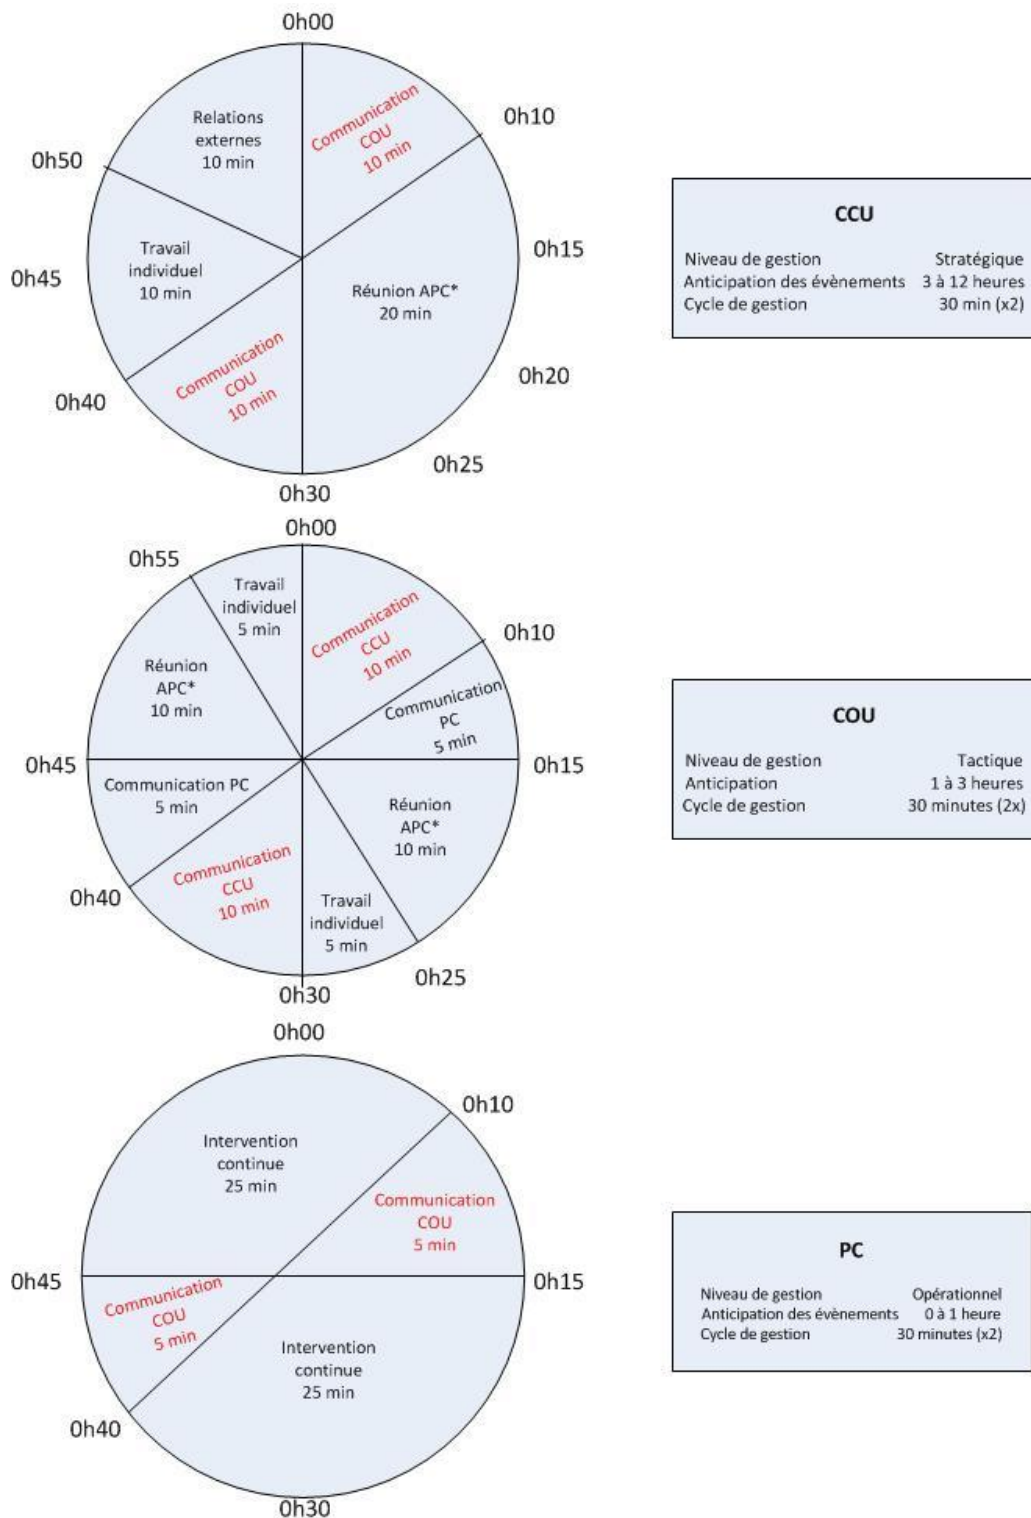 0h00
Relations
externes
10 min
Communication
COU
10 min
0h10
0h50
CCU
Niveau de gestion Stratégique
Anticipation des évènements 3 à 12 heures
Cycle de gestion 30 min (x2)
Travail
individuel
10 min
0h15
0h45
Réunion APC*
20 min
Communication
COU
10 min
0h20
0h40
0h25
0h30
0h00
0h55
Travail
individuel
5 min
Communication
CCU
10 min
0h10
Réunion
APC*
10 min
Communication
PC
5 min
COU
Niveau de gestion Tactique
Anticipation 1 à 3 heures
Cycle de gestion 30 minutes (2x)
0h45
0h15
Communication PC
5 min
Réunion
APC*
10 min
Communication
CCU
10 min
0h40
Travail
individuel
5 min
0h25
0h30
0h00
0h10
Intervention
continue
25 min
Communication
COU
5 min
PC
Niveau de gestion Opérationnel
Anticipation des évènements 0 à 1 heure
Cycle de gestion 30 minutes (x2)
0h45
0h15
Communication
COU
5 min
Intervention
continue
25 min
0h40
0h30